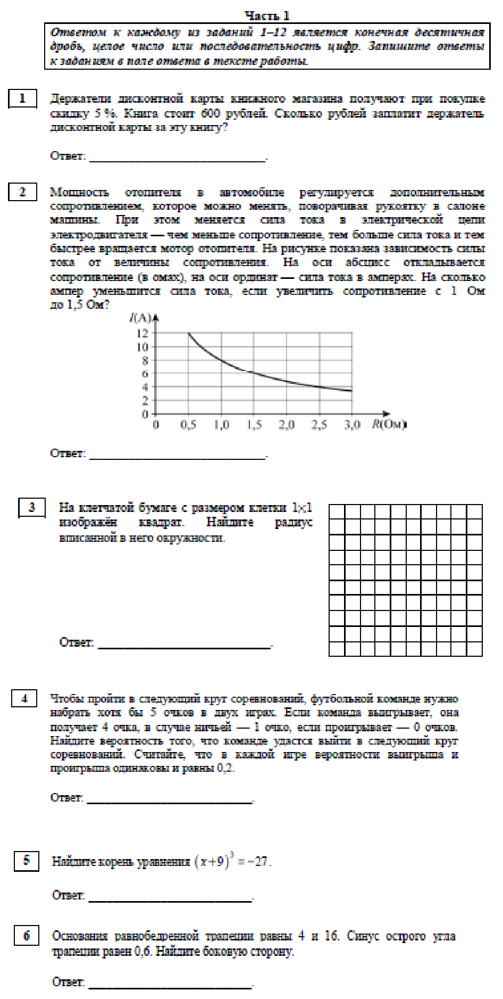 Часть 1
Ответом к каждому из заданий 1–12 является конечная десятичная
дробь, целое число или последовательность цифр. Запишите ответы
к заданиям в поле ответа в тексте работы.
1
Держатели дисконтной карты книжного магазина получают при покупке
скидку 5 %. Книга стоит 600 рублей. Сколько рублей заплатит держатель
дисконтной карты за эту книгу?
Ответ: ___________________________.
2
Мощность отопителя в автомобиле регулируется дополнительным
сопротивлением, которое можно менять, поворачивая рукоятку в салоне
машины. При этом меняется сила тока в электрической цепи
электродвигателя — чем меньше сопротивление, тем больше сила тока и тем
быстрее вращается мотор отопителя. На рисунке показана зависимость силы
тока от величины сопротивления. На оси абсцисс откладывается
сопротивление (в омах), на оси ординат — сила тока в амперах. На сколько
ампер уменьшится сила тока, если увеличить сопротивление с 1 Ом
до 1,5 Ом?
I(А)
12
10
8
6
4
2
0
0 0,5 1,0 1,5 2,0 2,5 3,0 R(Ом)
Ответ: ___________________________.
3
На клетчатой бумаге с размером клетки 1×1
изображён квадрат. Найдите радиус
вписанной в него окружности.
Ответ: ___________________________.
4
Чтобы пройти в следующий круг соревнований, футбольной команде нужно
набрать хотя бы 5 очков в двух играх. Если команда выигрывает, она
получает 4 очка, в случае ничьей — 1 очко, если проигрывает — 0 очков.
Найдите вероятность того, что команде удастся выйти в следующий круг
соревнований. Считайте, что в каждой игре вероятности выигрыша и
проигрыша одинаковы и равны 0,2.
Ответ: ___________________________.
5
Найдите корень уравнения (x+9)³ = −27.
Ответ: ___________________________.
6
Основания равнобедренной трапеции равны 4 и 16. Синус острого угла
трапеции равен 0,6. Найдите боковую сторону.
Ответ: ___________________________.